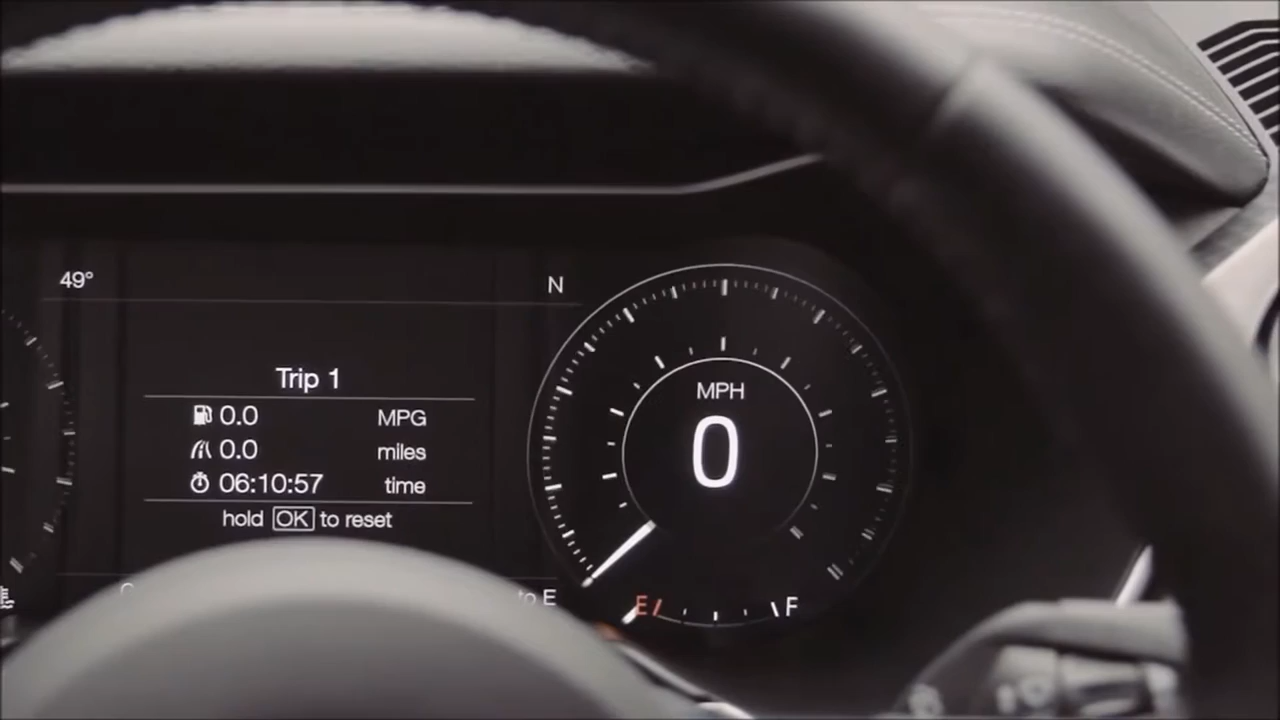 49°
N
Trip 1
0.0 MPG
0.0 miles
06:10:57 time
hold OK to reset
MPH
0
to E
E F